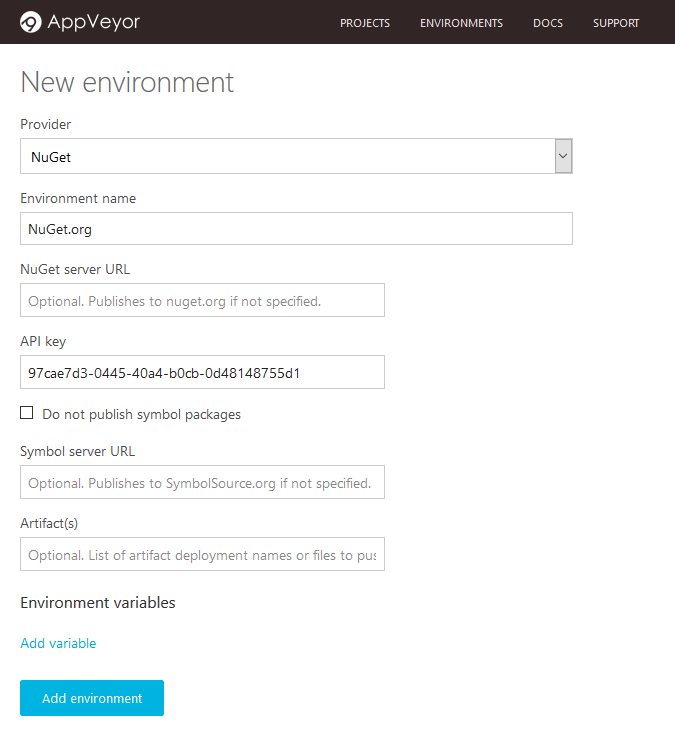 AppVeyor PROJECTS ENVIRONMENTS DOCS SUPPORT
New environment
Provider
NuGet
Environment name
NuGet.org
NuGet server URL
Optional. Publishes to nuget.org if not specified.
API key
97cae7d3-0445-40a4-b0cb-0d48148755d1
Do not publish symbol packages
Symbol server URL
Optional. Publishes to SymbolSource.org if not specified.
Artifact(s)
Optional. List of artifact deployment names or files to pus
Environment variables
Add variable
Add environment